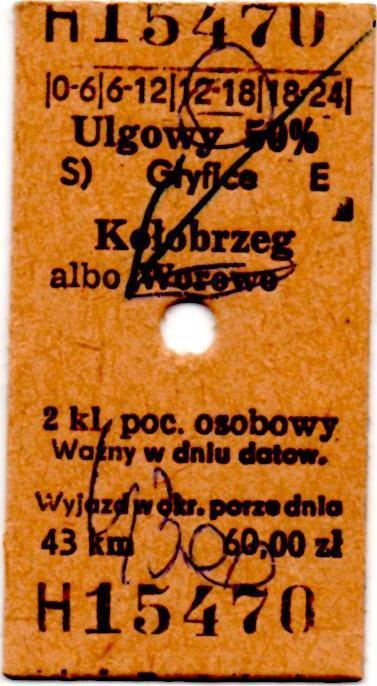 H15470
|0-6|6-12|12-18|18-24|
Ulgowy 50%
S) Gryfice E
Kołobrzeg
albo Worowo
2 kl. poc. osobowy
Ważny w dniu datow.
Wyjazd w okr. porze dnia
43 km 60,00 zł
H15470